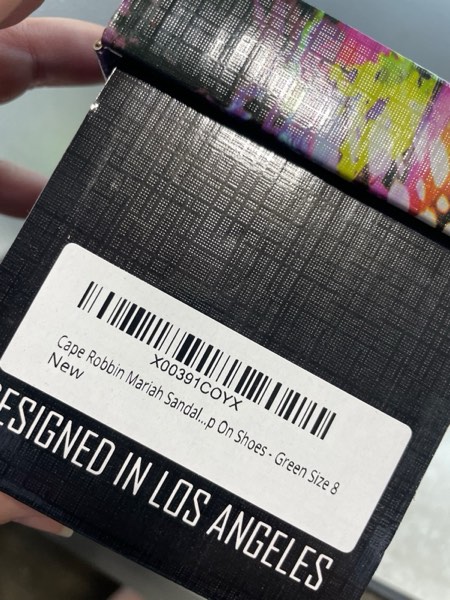 X00391COYX
Cape Robbin Mariah Sandal...p On Shoes - Green Size 8
New
DESIGNED IN LOS ANGELES